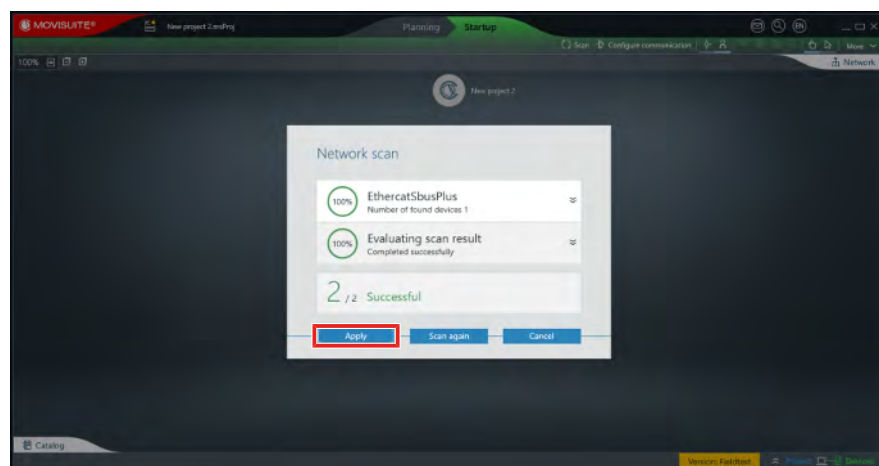 MOVISUITE®
New project 2.msProj
Planning
Startup
EN
Scan
Configure communication
More
100%
Network
New project 2
Network scan
100%
EthercatSbusPlus
Number of found devices 1
100%
Evaluating scan result
Completed successfully
2 / 2 Successful
Apply
Scan again
Cancel
Catalog
Version: Fieldtest
Project
Devices